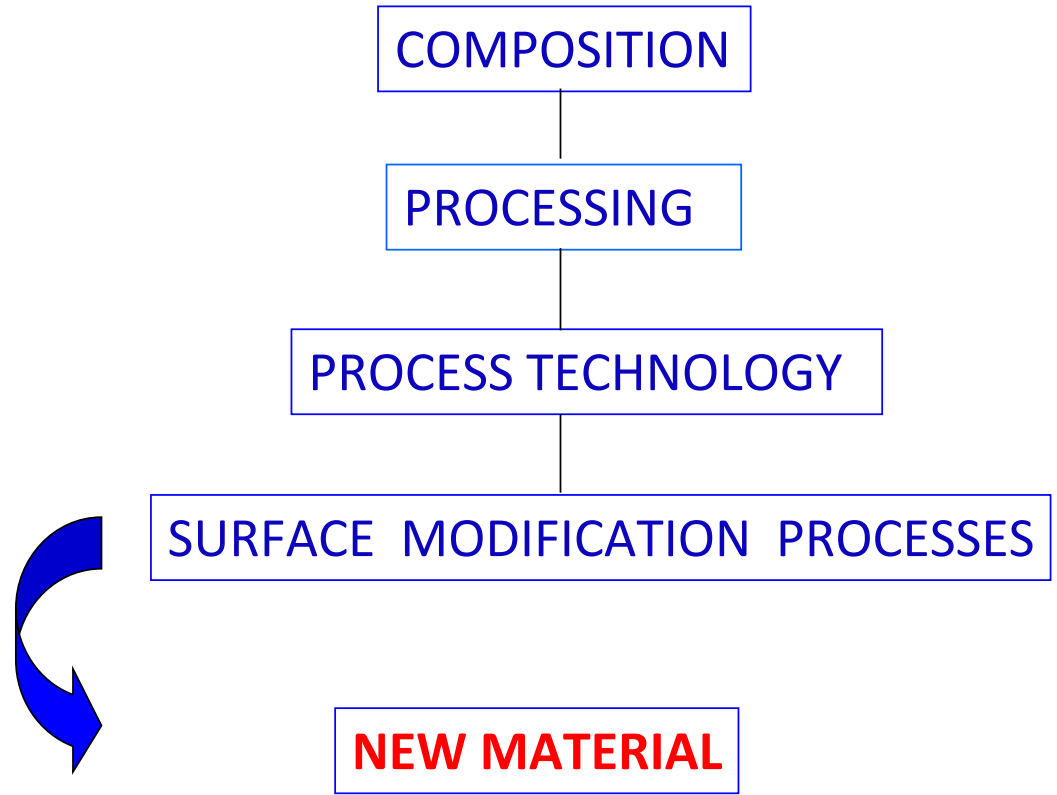 COMPOSITION
PROCESSING
PROCESS TECHNOLOGY
SURFACE MODIFICATION PROCESSES
NEW MATERIAL